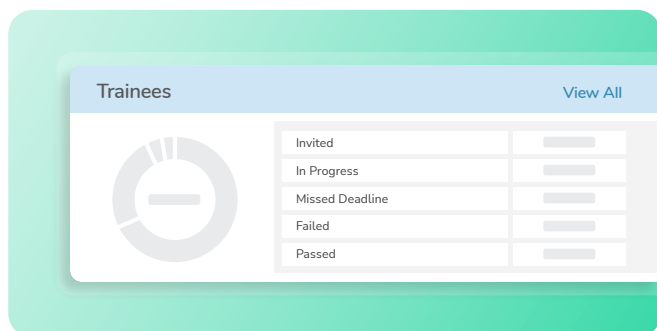 Trainees
View All
Invited
In Progress
Missed Deadline
Failed
Passed